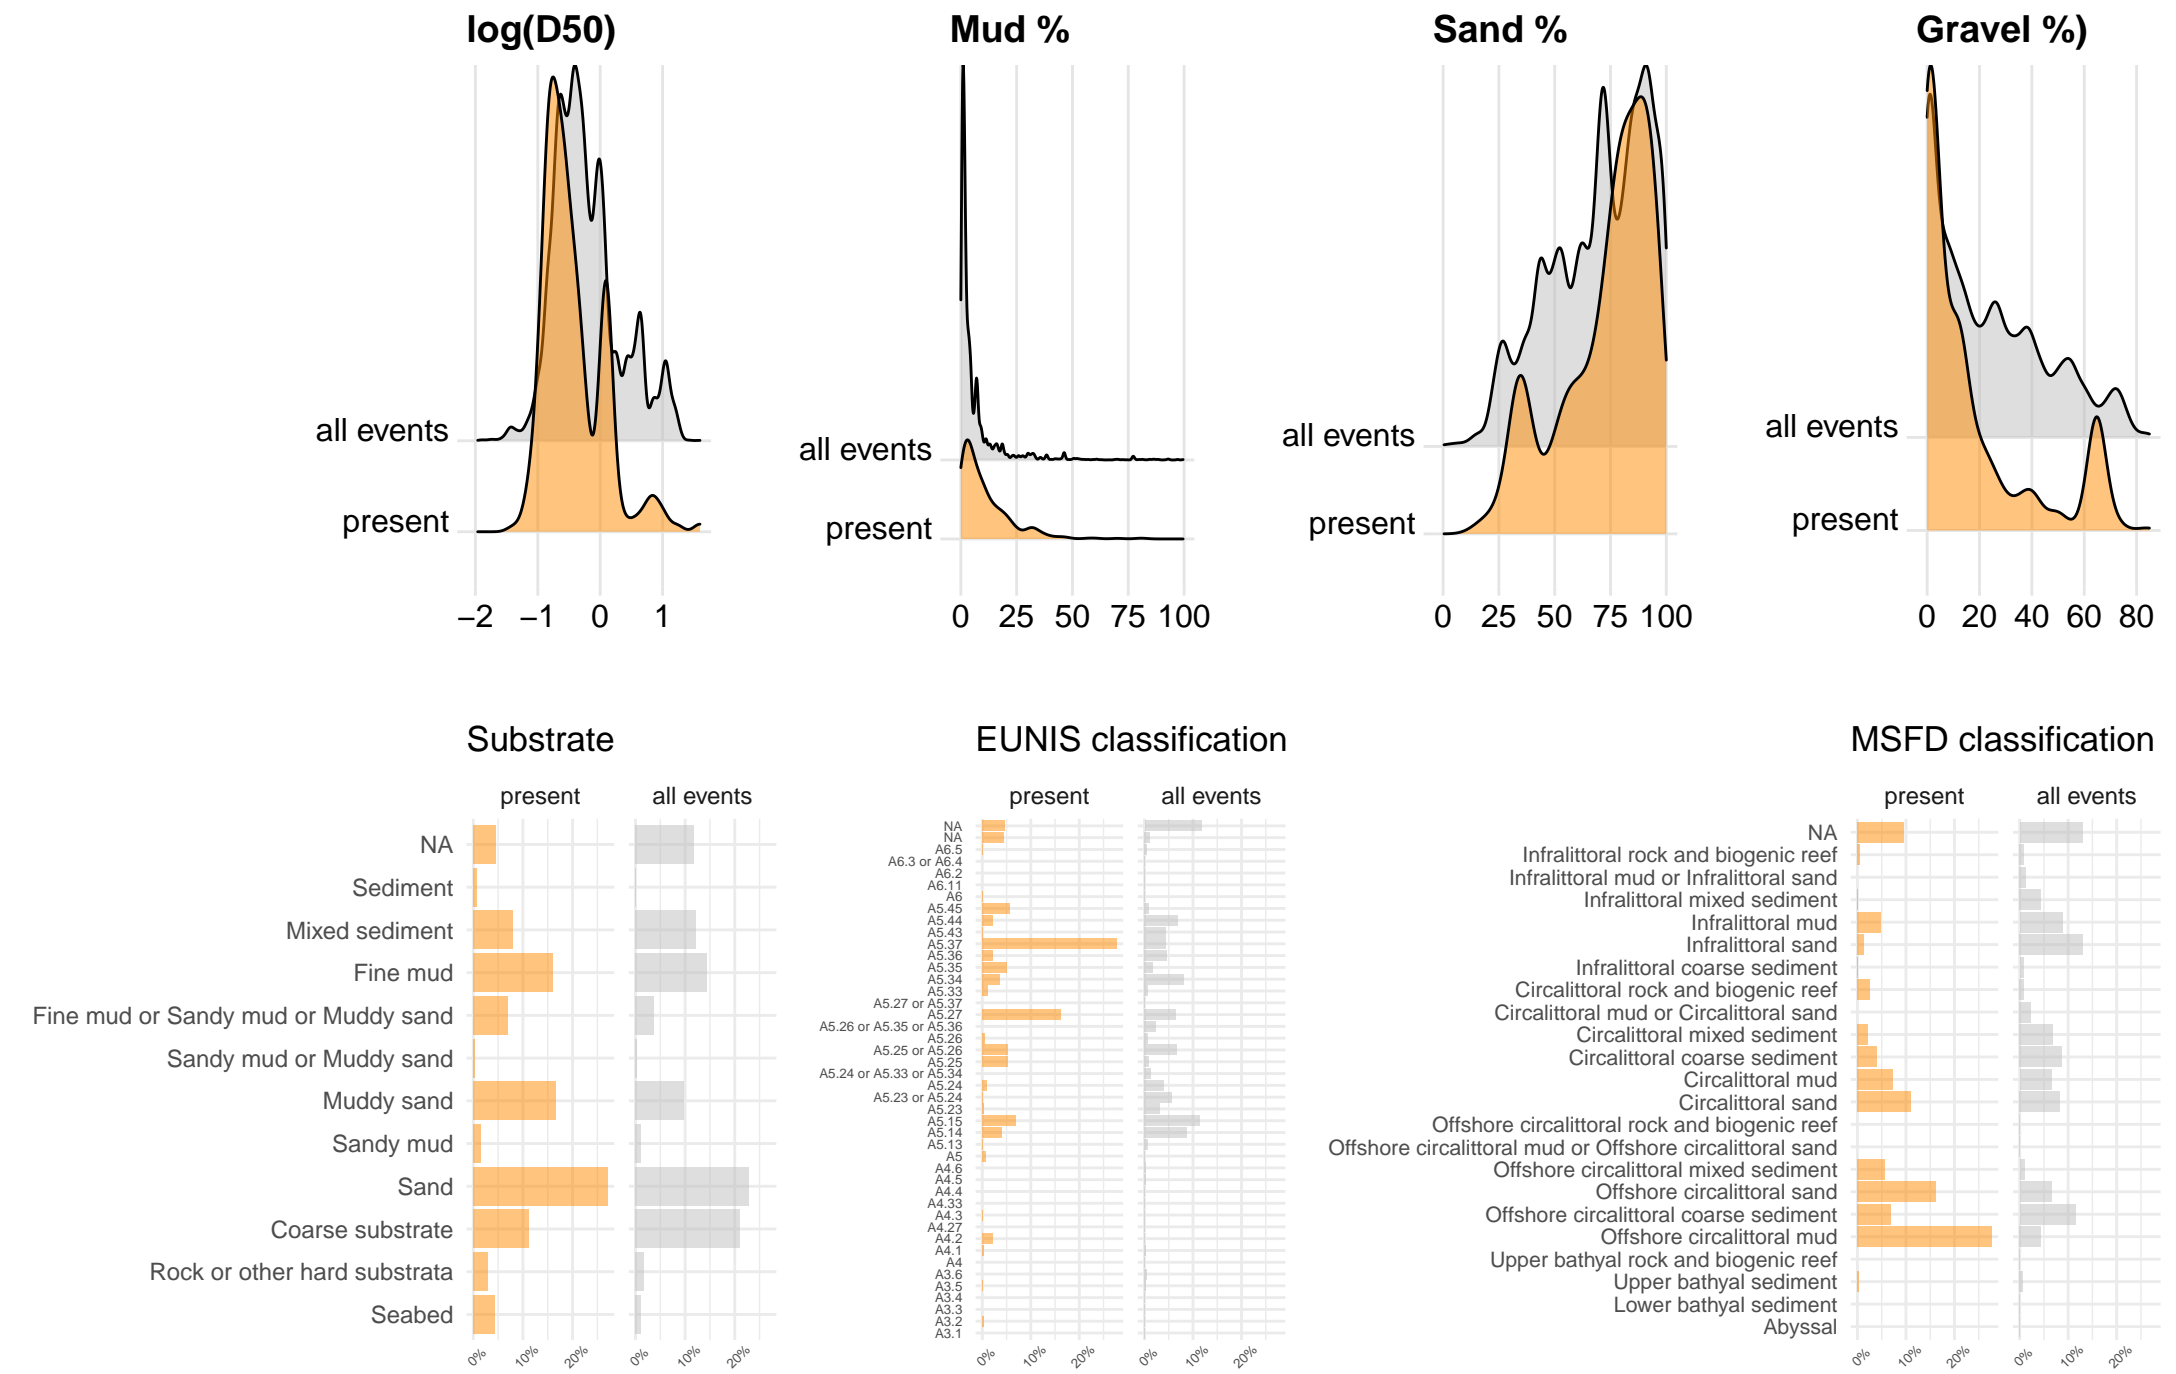 log(D50)
Mud %
Sand %
Gravel %)
all events
present
−2 −1 0 1
all events
present
0 25 50 75 100
all events
present
0 25 50 75 100
all events
present
0 20 40 60 80
Substrate
present all events
NA
Sediment
Mixed sediment
Fine mud
Fine mud or Sandy mud or Muddy sand
Sandy mud or Muddy sand
Muddy sand
Sandy mud
Sand
Coarse substrate
Rock or other hard substrata
Seabed
0% 10% 20% 0% 10% 20%
EUNIS classification
present all events
NA
NA
A6.5
A6.3 or A6.4
A6.2
A6.11
A6
A5.45
A5.44
A5.43
A5.37
A5.36
A5.35
A5.34
A5.33
A5.27 or A5.37
A5.27
A5.26 or A5.35 or A5.36
A5.26
A5.25 or A5.26
A5.25
A5.24 or A5.33 or A5.34
A5.24
A5.23 or A5.24
A5.23
A5.15
A5.14
A5.13
A5
A4.6
A4.5
A4.4
A4.33
A4.3
A4.27
A4.2
A4.1
A4
A3.6
A3.5
A3.4
A3.3
A3.2
A3.1
0% 10% 20% 0% 10% 20%
MSFD classification
present all events
NA
Infralittoral rock and biogenic reef
Infralittoral mud or Infralittoral sand
Infralittoral mixed sediment
Infralittoral mud
Infralittoral sand
Infralittoral coarse sediment
Circalittoral rock and biogenic reef
Circalittoral mud or Circalittoral sand
Circalittoral mixed sediment
Circalittoral coarse sediment
Circalittoral mud
Circalittoral sand
Offshore circalittoral rock and biogenic reef
Offshore circalittoral mud or Offshore circalittoral sand
Offshore circalittoral mixed sediment
Offshore circalittoral sand
Offshore circalittoral coarse sediment
Offshore circalittoral mud
Upper bathyal rock and biogenic reef
Upper bathyal sediment
Lower bathyal sediment
Abyssal
0% 10% 20% 0% 10% 20%